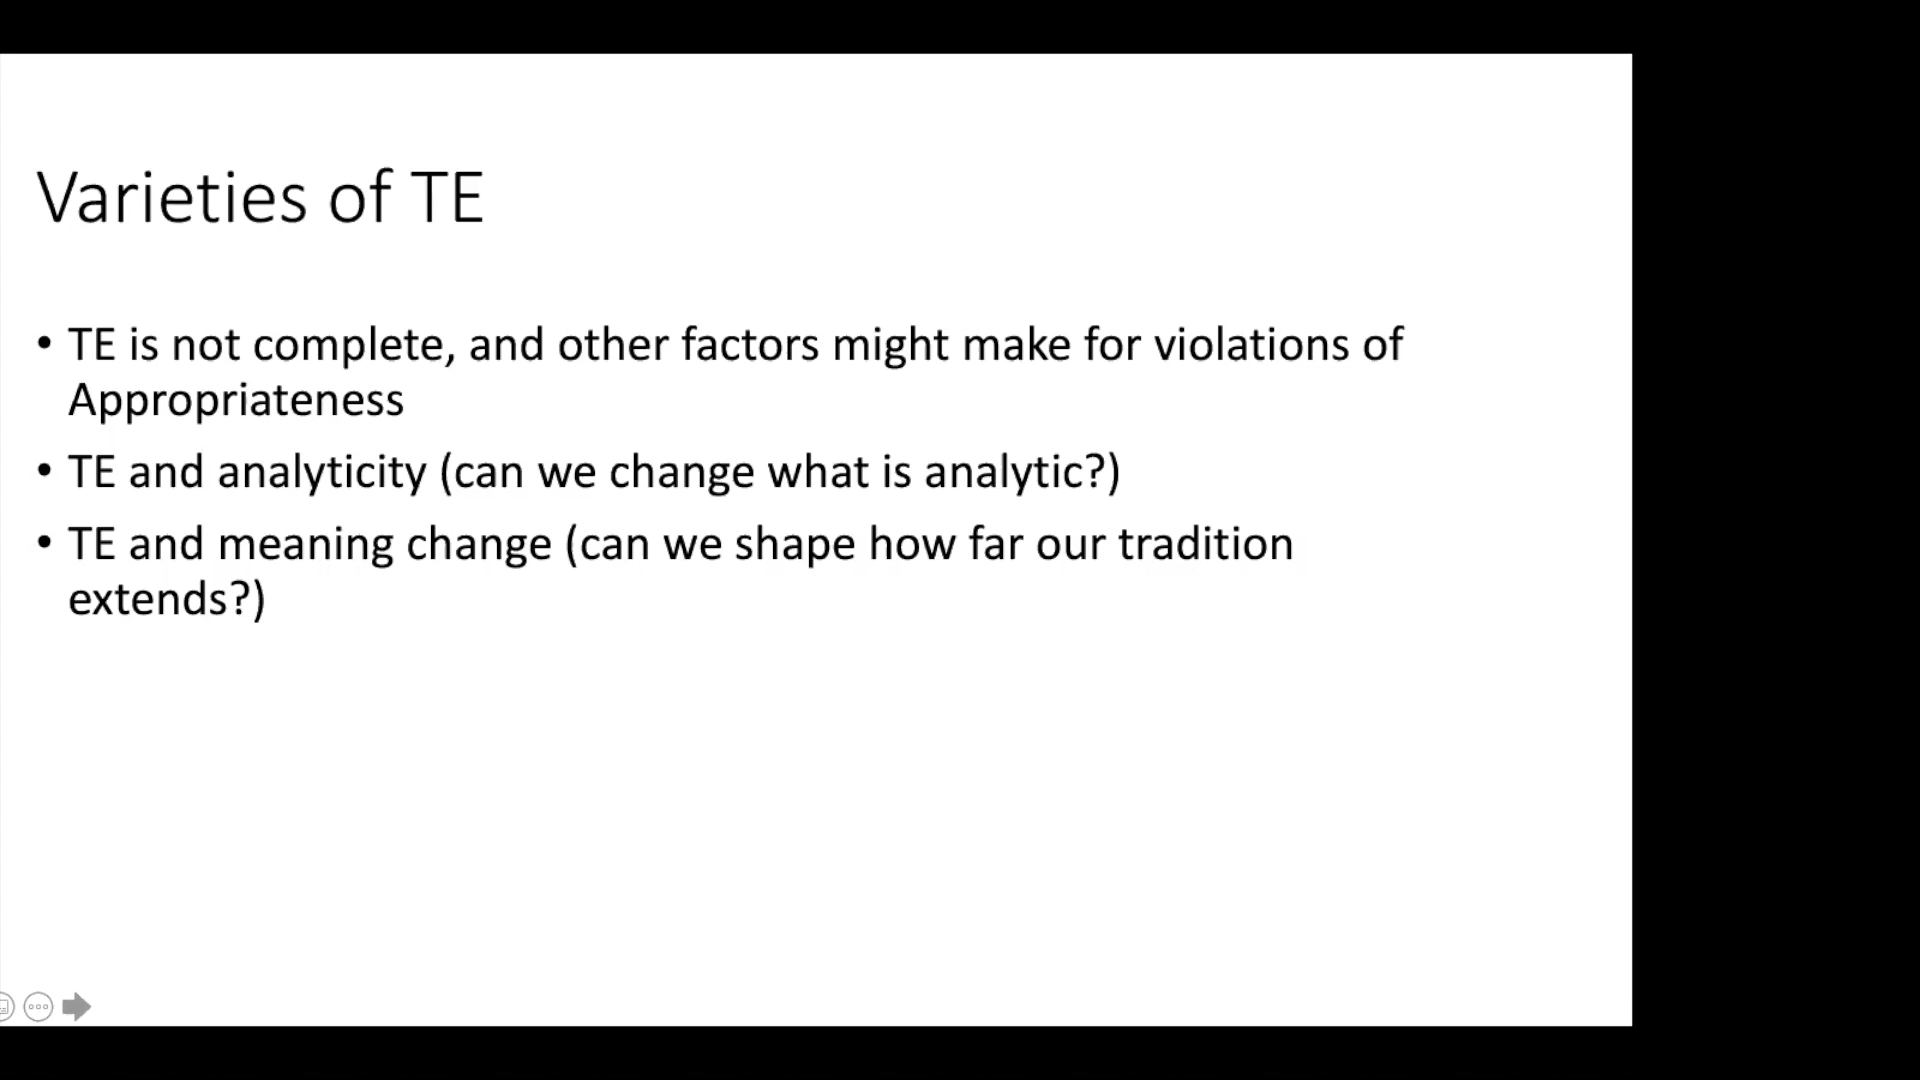 Varieties of TE
• TE is not complete, and other factors might make for violations of
Appropriateness
• TE and analyticity (can we change what is analytic?)
• TE and meaning change (can we shape how far our tradition
extends?)